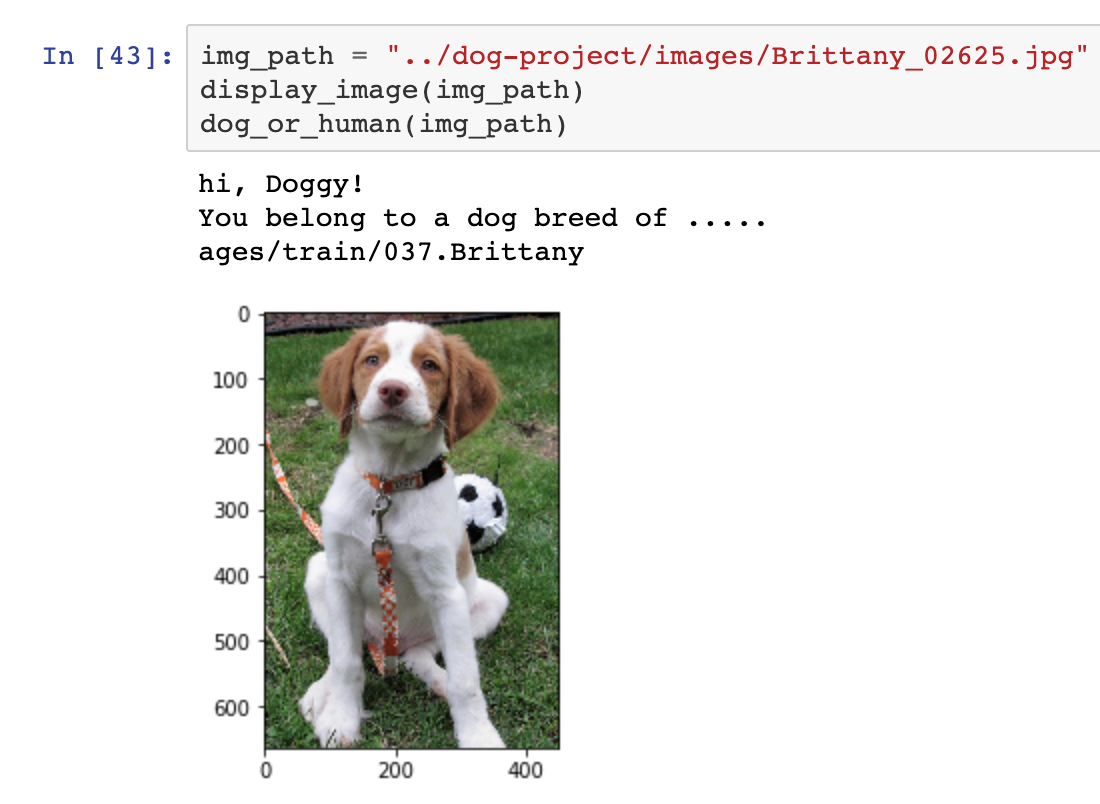 In [43]: img_path = "../dog-project/images/Brittany_02625.jpg"
display_image(img_path)
dog_or_human(img_path)
hi, Doggy!
You belong to a dog breed of .....
ages/train/037.Brittany
0
100
200
300
400
500
600
0 200 400